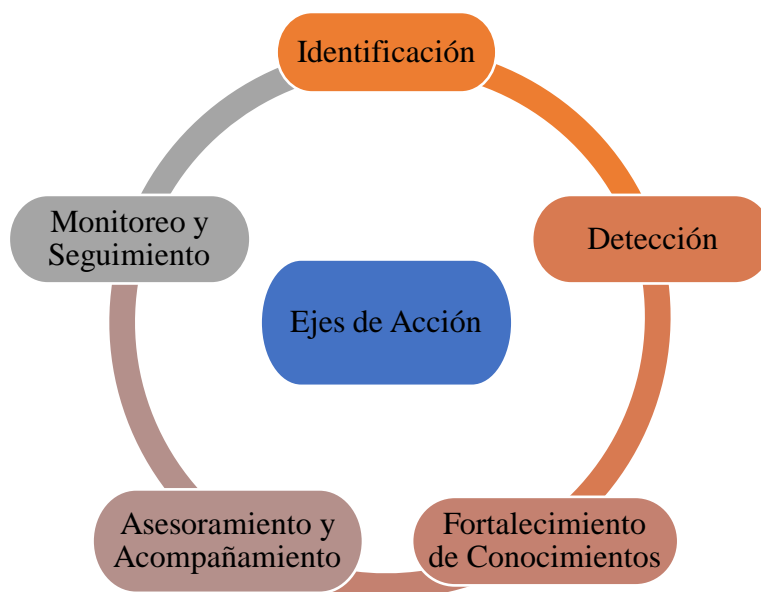 Identificación
Detección
Fortalecimiento
de Conocimientos
Asesoramiento y
Acompañamiento
Monitoreo y
Seguimiento
Ejes de Acción